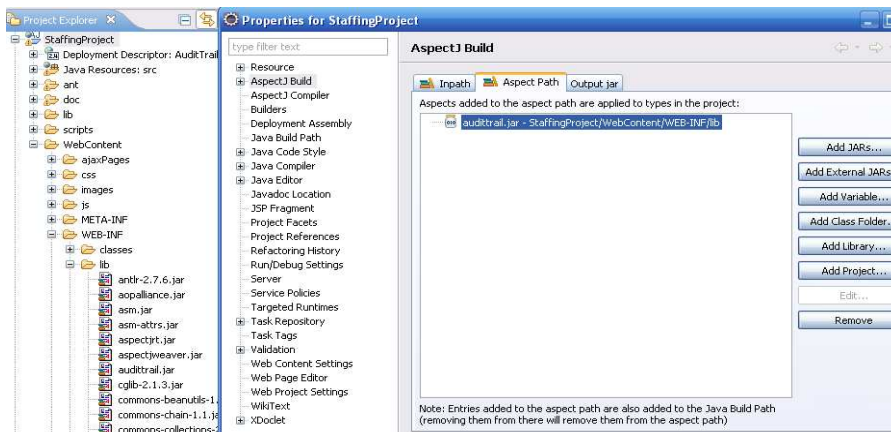 Project Explorer
StaffingProject
Deployment Descriptor: AuditTrail
Java Resources: src
ant
doc
lib
scripts
WebContent
ajaxPages
css
images
js
META-INF
WEB-INF
classes
lib
antlr-2.7.6.jar
aopalliance.jar
asm.jar
asm-attrs.jar
aspectjrt.jar
aspectjweaver.jar
audittrail.jar
cglib-2.1.3.jar
commons-beanutils-1.
commons-chain-1.1.ja
commons-collections-2
Properties for StaffingProject
type filter text
Resource
AspectJ Build
AspectJ Compiler
Builders
Deployment Assembly
Java Build Path
Java Code Style
Java Compiler
Java Editor
Javadoc Location
JSP Fragment
Project Facets
Project References
Refactoring History
Run/Debug Settings
Server
Service Policies
Targeted Runtimes
Task Repository
Task Tags
Validation
Web Content Settings
Web Page Editor
Web Project Settings
WikiText
XDoclet
AspectJ Build
Inpath Aspect Path Output jar
Aspects added to the aspect path are applied to types in the project:
audittrail.jar - StaffingProject/WebContent/WEB-INF/lib
Add JARs...
Add External JARs
Add Variable...
Add Class Folder.
Add Library...
Add Project...
Edit...
Remove
Note: Entries added to the aspect path are also added to the Java Build Path
(removing them from there will remove them from the aspect path)